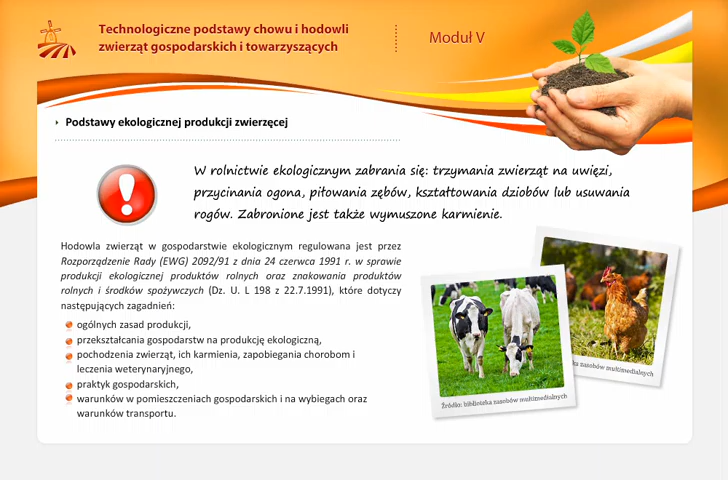 Technologiczne podstawy chowu i hodowli
zwierząt gospodarskich i towarzyszących
Moduł V
Podstawy ekologicznej produkcji zwierzęcej
W rolnictwie ekologicznym zabrania się: trzymania zwierząt na uwięzi,
przycinania ogona, piłowania zębów, kształtowania dziobów lub usuwania
rogów. Zabronione jest także wymuszone karmienie.
Hodowla zwierząt w gospodarstwie ekologicznym regulowana jest przez
Rozporządzenie Rady (EWG) 2092/91 z dnia 24 czerwca 1991 r. w sprawie
produkcji ekologicznej produktów rolnych oraz znakowania produktów
rolnych i środków spożywczych (Dz. U. L 198 z 22.7.1991), które dotyczy
następujących zagadnień:
ogólnych zasad produkcji,
przekształcania gospodarstw na produkcję ekologiczną,
pochodzenia zwierząt, ich karmienia, zapobiegania chorobom i
leczenia weterynaryjnego,
praktyk gospodarskich,
warunków w pomieszczeniach gospodarskich i na wybiegach oraz
warunków transportu.
Źródło: biblioteka zasobów multimedialnych
zasobów multimedialnych